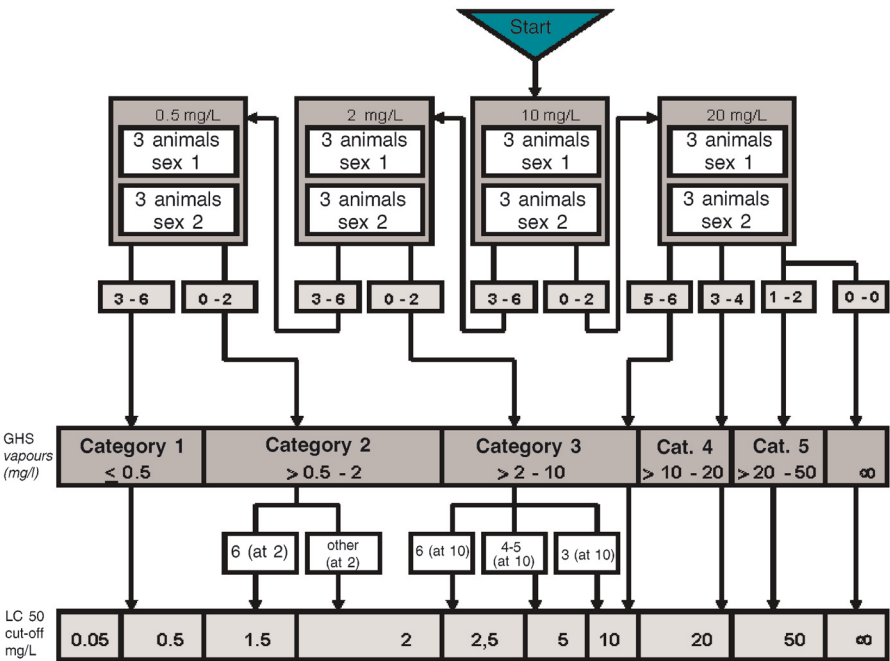 Start
0.5 mg/L
3 animals
sex 1
3 animals
sex 2
2 mg/L
3 animals
sex 1
3 animals
sex 2
10 mg/L
3 animals
sex 1
3 animals
sex 2
20 mg/L
3 animals
sex 1
3 animals
sex 2
3 - 6
0 - 2
3 - 6
0 - 2
3 - 6
0 - 2
5 - 6
3 - 4
1 - 2
0 - 0
GHS
vapours
(mg/l)
Category 1
≤ 0.5
Category 2
> 0.5 - 2
Category 3
> 2 - 10
Cat. 4
> 10 - 20
Cat. 5
> 20 - 50
∞
6 (at 2)
other
(at 2)
6 (at 10)
4-5
(at 10)
3 (at 10)
LC 50
cut-off
mg/L
0.05 0.5 1.5 2 2,5 5 10 20 50 ∞